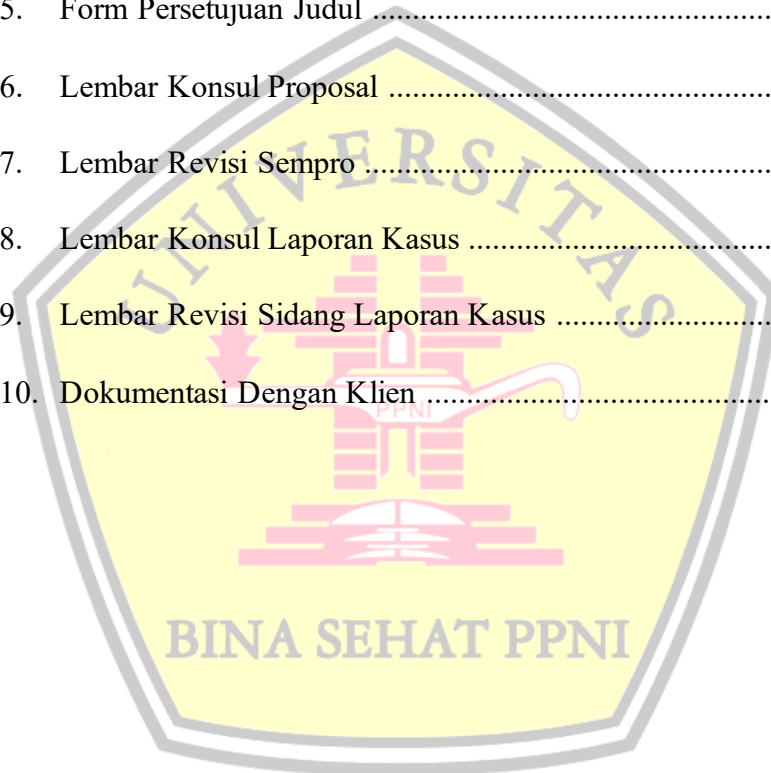 5. Form Persetujuan Judul ................................................
6. Lembar Konsul Proposal ..............................................
7. Lembar Revisi Sempro .................................................
8. Lembar Konsul Laporan Kasus ....................................
9. Lembar Revisi Sidang Laporan Kasus .........................
10. Dokumentasi Dengan Klien ........................................
UNIVERSITAS
PPNI
BINA SEHAT PPNI